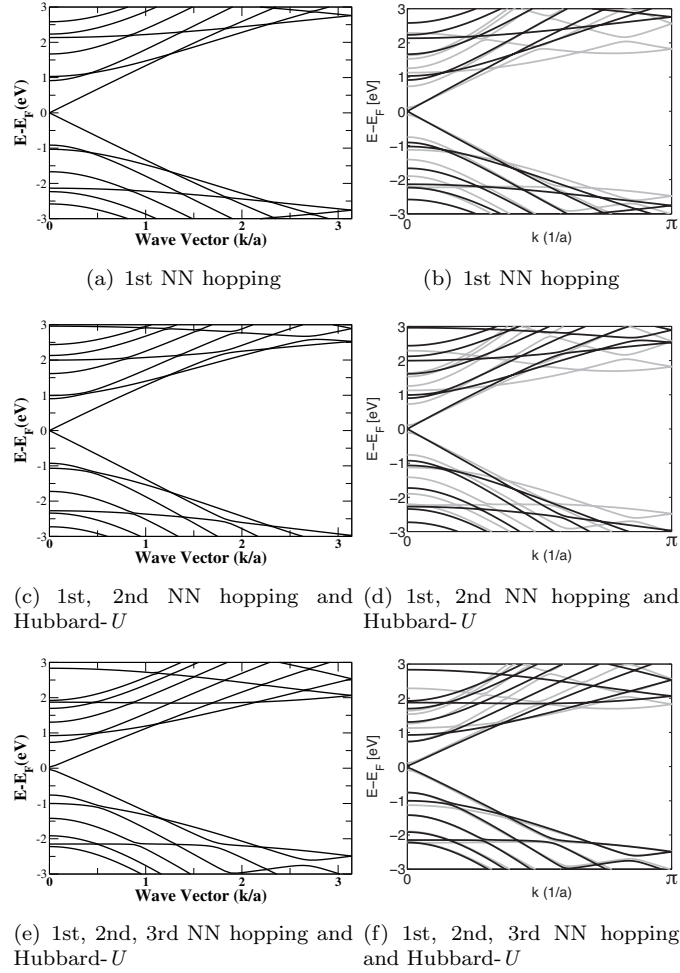 3
2
1
0
-1
-2
-3
E-E_F(eV)
0 1 2 3
Wave Vector (k/a)
3
2
1
0
−1
−2
−3
E−E_F [eV]
0 π
k (1/a)
(a) 1st NN hopping
(b) 1st NN hopping
3
2
1
0
-1
-2
-3
E-E_F(eV)
0 1 2 3
Wave Vector (k/a)
3
2
1
0
−1
−2
−3
E−E_F [eV]
0 π
k (1/a)
(c) 1st, 2nd NN hopping and
Hubbard-U
(d) 1st, 2nd NN hopping and
Hubbard-U
3
2
1
0
-1
-2
-3
E-E_F(eV)
0 1 2 3
Wave Vector (k/a)
3
2
1
0
−1
−2
−3
E−E_F [eV]
0 π
k (1/a)
(e) 1st, 2nd, 3rd NN hopping and
Hubbard-U
(f) 1st, 2nd, 3rd NN hopping
and Hubbard-U